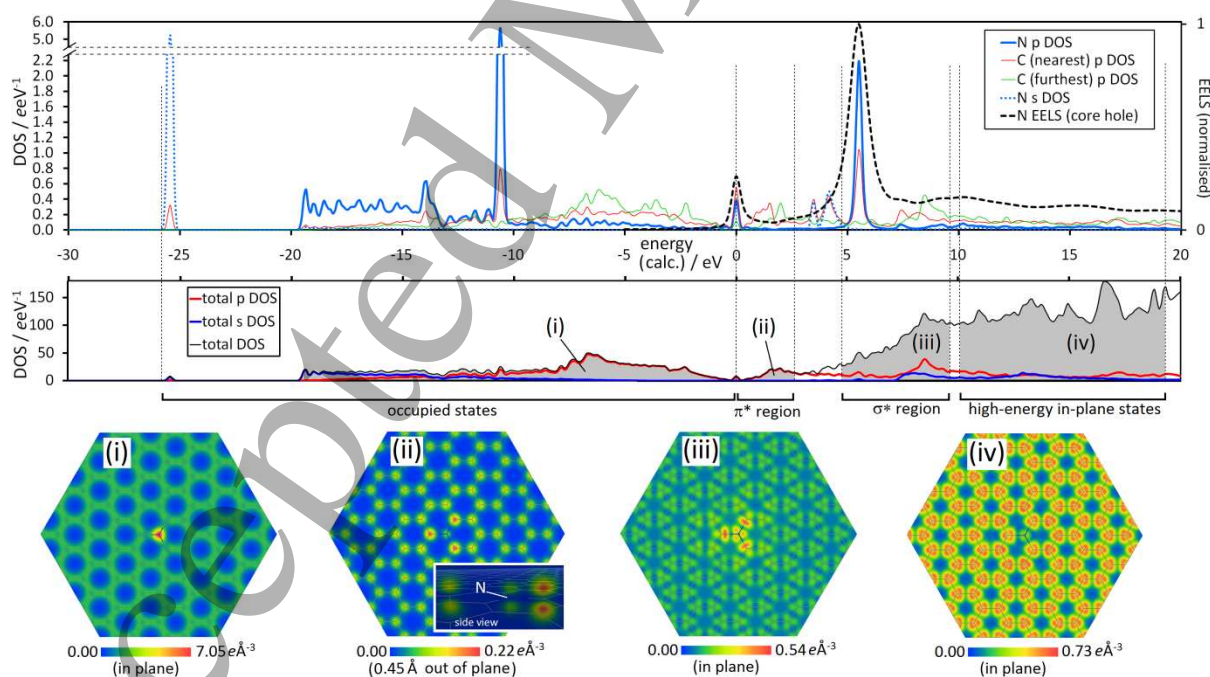 6.0
5.0
2.2
2.0
1.8
1.6
1.4
1.2
1.0
0.8
0.6
0.4
0.2
0.0
DOS / eeV⁻¹
1
0
EELS (normalised)
N p DOS
C (nearest) p DOS
C (furthest) p DOS
N s DOS
N EELS (core hole)
-30 -25 -20 -15 -10 -5 0 5 10 15 20
energy
(calc.) / eV
150
100
50
0
DOS / eeV⁻¹
total p DOS
total s DOS
total DOS
(i) (ii) (iii) (iv)
occupied states π* region σ* region high-energy in-plane states
(i) (ii) (iii) (iv)
N
side view
0.00 7.05 eÅ⁻³
(in plane)
0.00 0.22 eÅ⁻³
(0.45 Å out of plane)
0.00 0.54 eÅ⁻³
(in plane)
0.00 0.73 eÅ⁻³
(in plane)